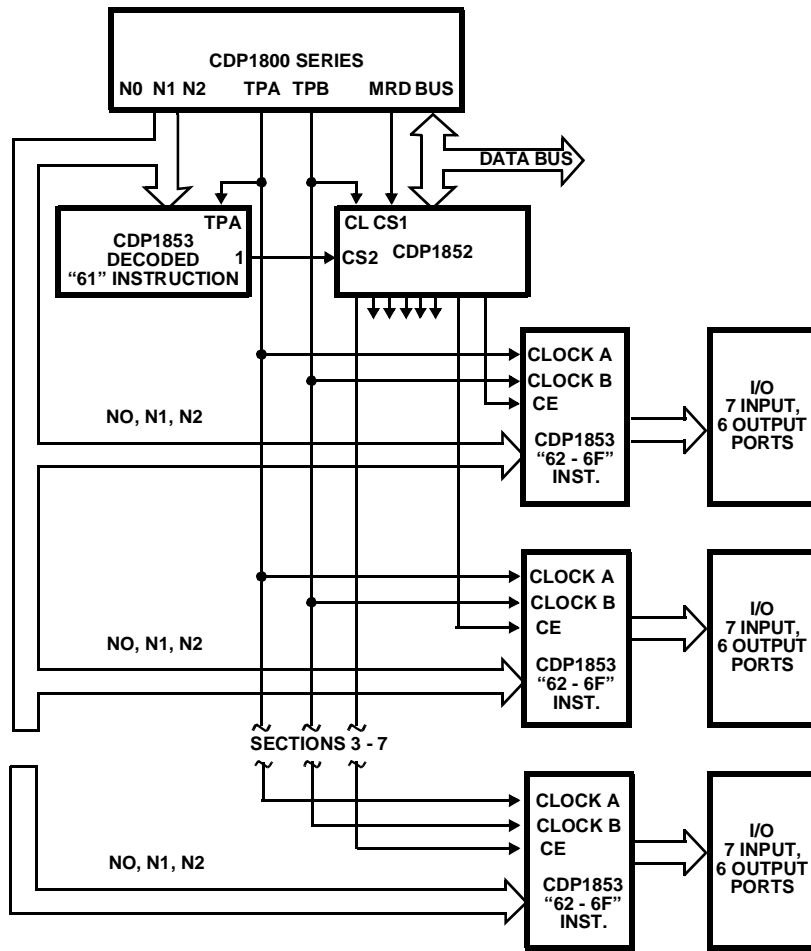 CDP1800 SERIES
N0 N1 N2 TPA TPB MRD BUS
DATA BUS
TPA
CDP1853
DECODED
“61” INSTRUCTION
1
CL CS1
CS2
CDP1852
CLOCK A
CLOCK B
CE
CDP1853
“62 - 6F”
INST.
I/O
7 INPUT,
6 OUTPUT
PORTS
NO, N1, N2
CLOCK A
CLOCK B
CE
CDP1853
“62 - 6F”
INST.
I/O
7 INPUT,
6 OUTPUT
PORTS
NO, N1, N2
SECTIONS 3 - 7
CLOCK A
CLOCK B
CE
CDP1853
“62 - 6F”
INST.
I/O
7 INPUT,
6 OUTPUT
PORTS
NO, N1, N2